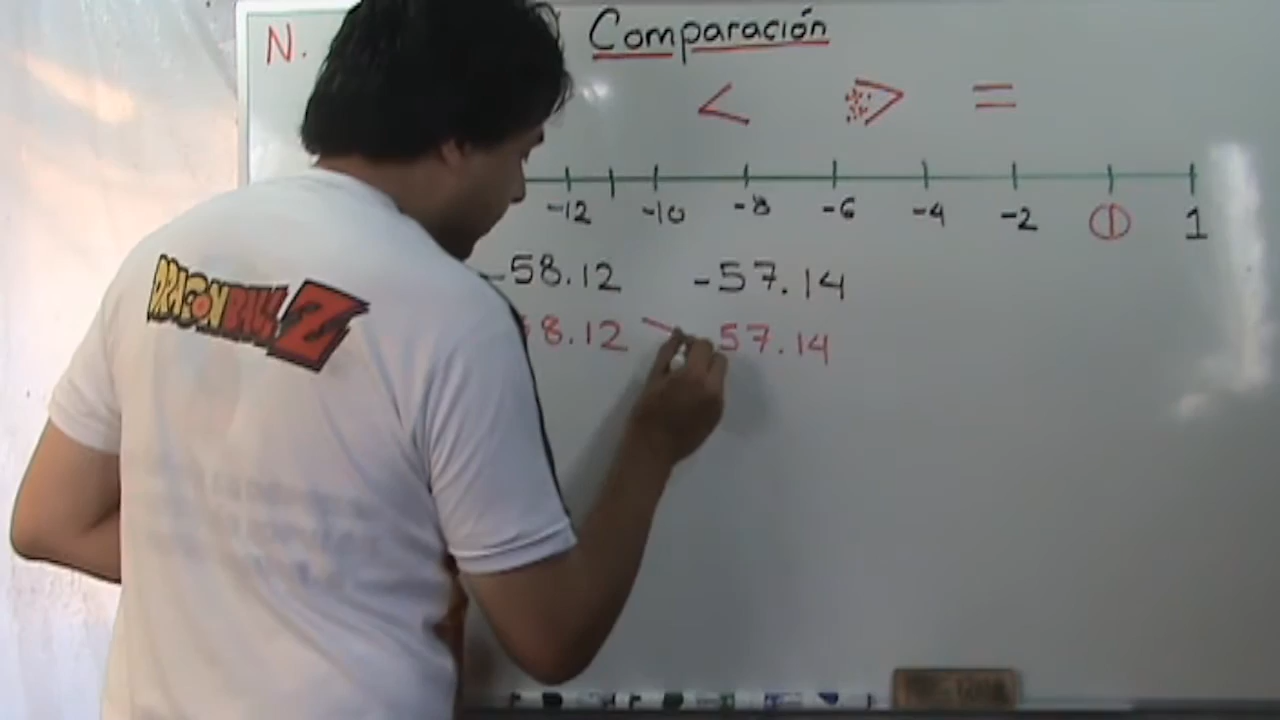 N. Comparación
< > =
-12 -10 -8 -6 -4 -2 0 1
-58.12 -57.14
8.12 57.14
DRAGON BALL Z